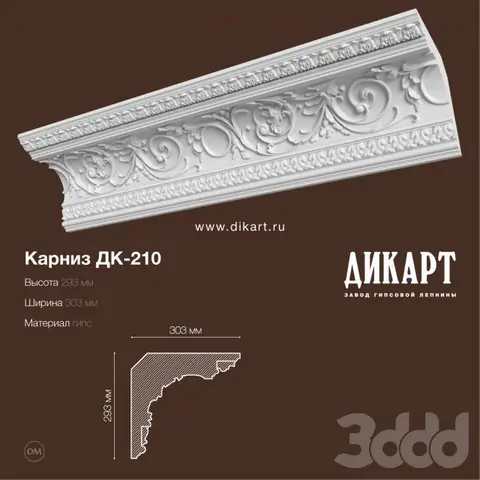 www.dikart.ru
Карниз ДК-210
Высота 293 мм
Ширина 303 мм
Материал гипс
ДИКАРТ
ЗАВОД ГИПСОВОЙ ЛЕПНИНЫ
303 мм
293 мм
DM
3ddd